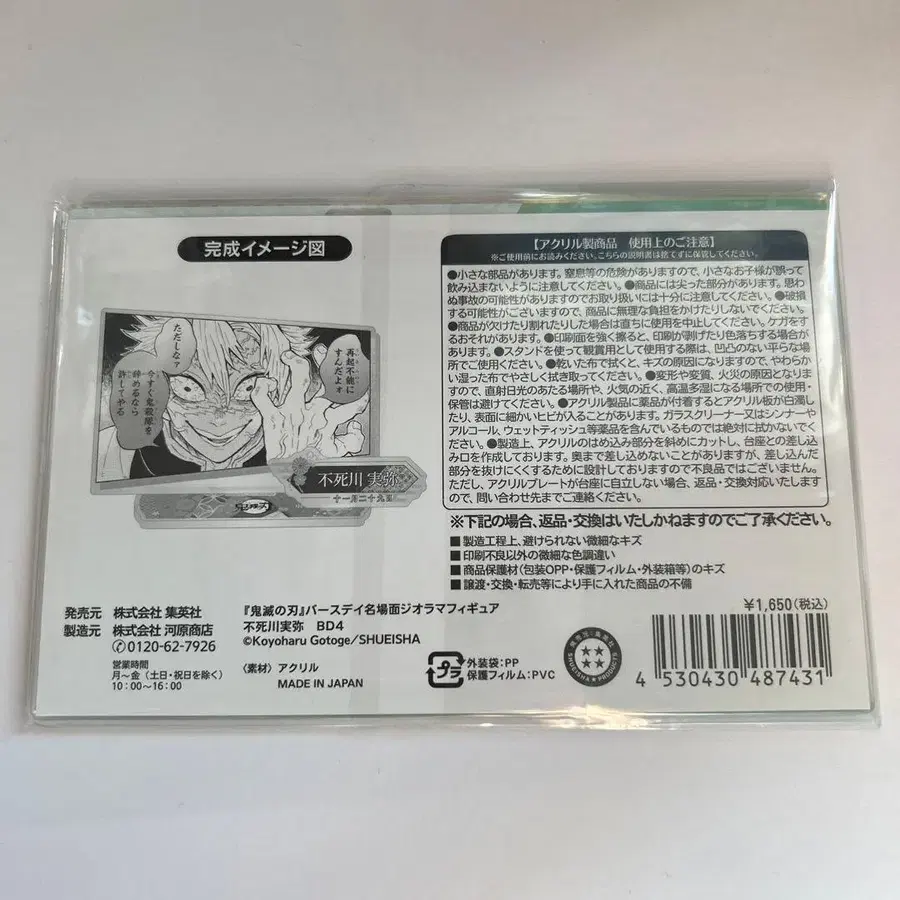 完成イメージ図
再起不能に
すんだよォ
ただしなァ
今すぐ鬼殺隊を
辞めるなら
許してやる
不死川 実弥
十一月二十九日
【アクリル製商品 使用上のご注意】
※ご使用前にお読みください。こちらの説明書は捨てずに保管してください。
●小さな部品があります。窒息等の危険がありますので、小さなお子様が誤って
飲み込まないように注意してください。●商品には尖った部分があります。思わ
ぬ事故の可能性がありますのでお取り扱いには十分に注意してください。●破損
する可能性がございますので、商品に無理な負担をかけたりしないでください。
●商品が欠けたり割れたりした場合は直ちに使用を中止してください。ケガをす
るおそれがあります。●印刷面を強く擦ると、印刷が剥げたり色落ちする場合が
あります。●スタンドを使って観賞用として使用する際は、凹凸のない平らな場
所でご使用ください。●乾いた布で拭くと、キズの原因になりますので、やわらか
い湿った布でやさしく拭き取ってください。●変形や変質、火災の原因となります
ので、直射日光のあたる場所や、火気の近く、高温多湿になる場所での使用・
保管は避けてください。●アクリル製品に薬品が付着するとアクリル板が白濁し
たり、表面に細かいヒビが入ることがあります。ガラスクリーナー又はシンナーや
アルコール、ウェットティッシュ等薬品を含んでいるもので絶対に拭かないでくだ
さい。●製造上、アクリルのはめ込み部分を斜めにカットし、台座との差し込
み口を作成しております。奥まで差し込めないことがありますが、差し込んだ
部分を抜けにくくするために設計しておりますので不良品ではございません。
ただし、アクリルプレートが台座に自立しない場合、返品・交換対応いたしま
すので、問い合わせ先までご連絡ください。
※下記の場合、返品・交換はいたしかねますのでご了承ください。
■製造工程上、避けられない微細なキズ
■印刷不良以外の微細な色調違い
■商品保護材(包装OPP・保護フィルム・外装箱等)のキズ
■譲渡・交換・転売等により手に入れた商品の不備
発売元 株式会社 集英社
製造元 株式会社 河原商店
0120-62-7926
営業時間
月〜金(土日・祝日を除く)
10:00〜16:00
『鬼滅の刃』バースデイ名場面ジオラマフィギュア
不死川実弥 BD4
©Koyoharu Gotoge/SHUEISHA
〈素材〉アクリル
MADE IN JAPAN
プラ
外装袋:PP
保護フィルム:PVC
発売元:集英社
SHUEISHA PRODUCTS
¥1,650(税込)
4 530430 487431